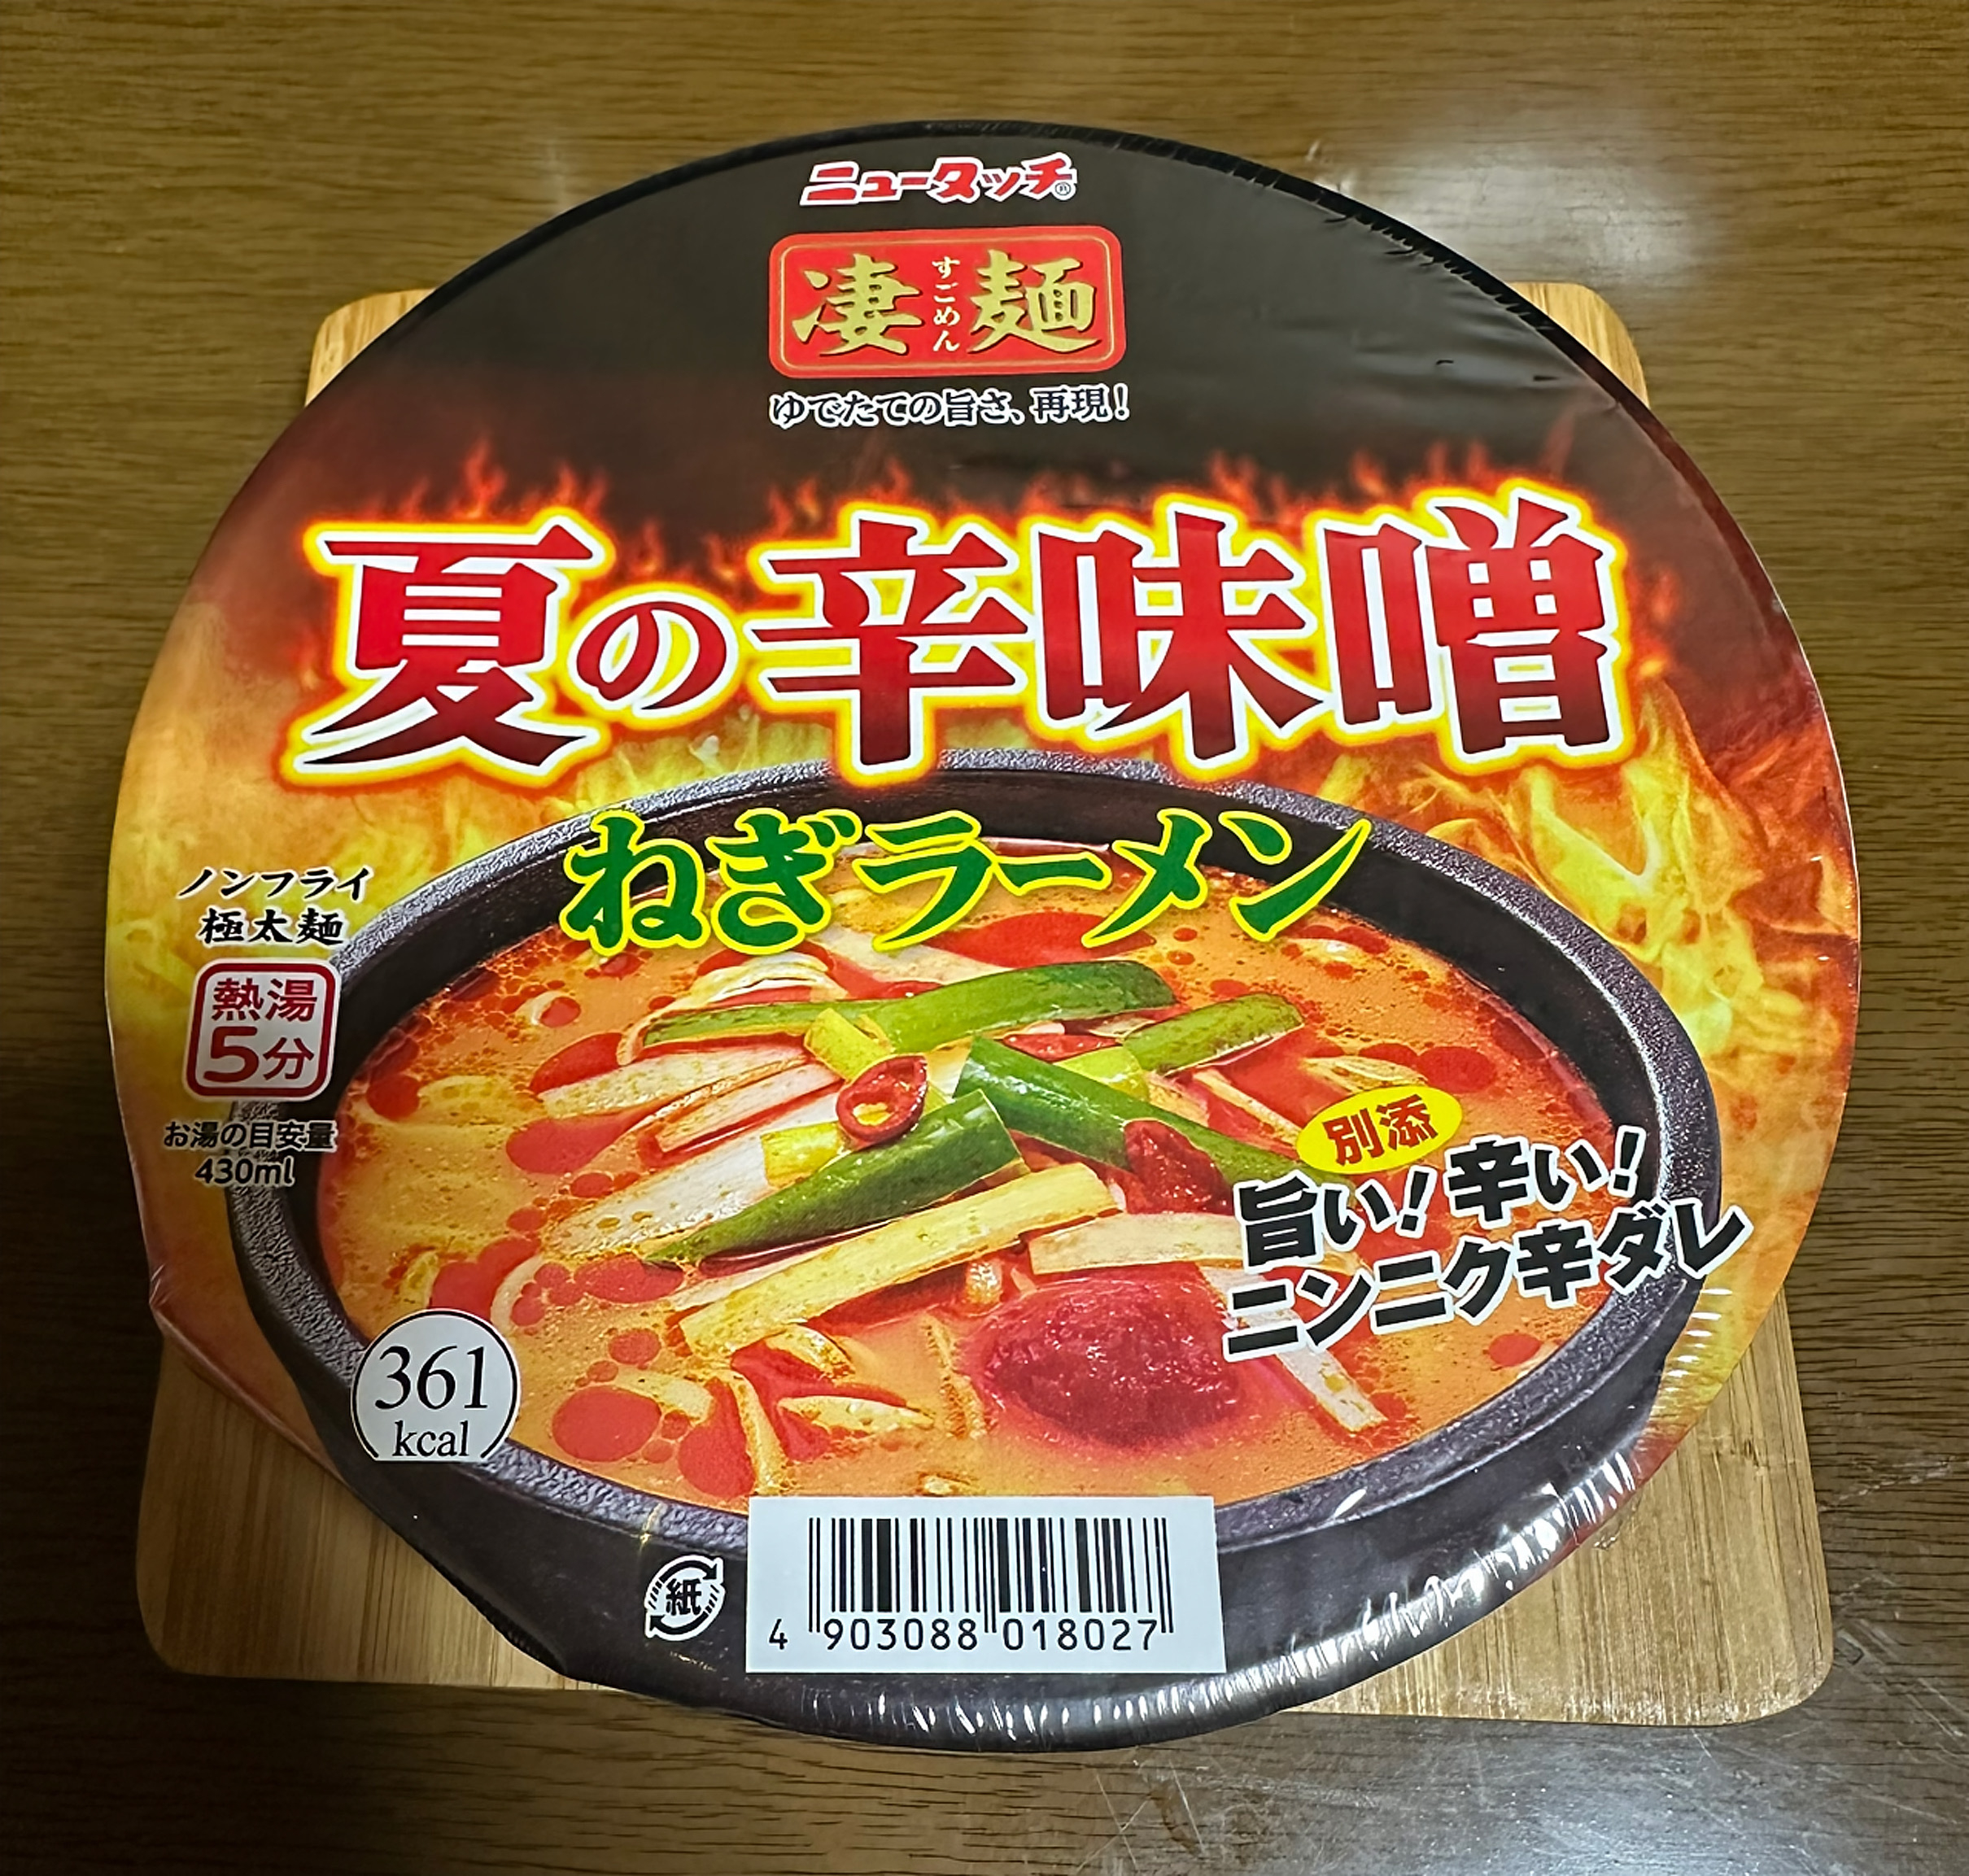 ニュータッチ®
凄麺
すごめん
ゆでたての旨さ、再現！
夏の辛味噌
ねぎラーメン
ノンフライ
極太麺
熱湯
5分
お湯の目安量
430ml
別添
旨い！辛い！
ニンニク辛ダレ
361
kcal
紙
4 903088 018027